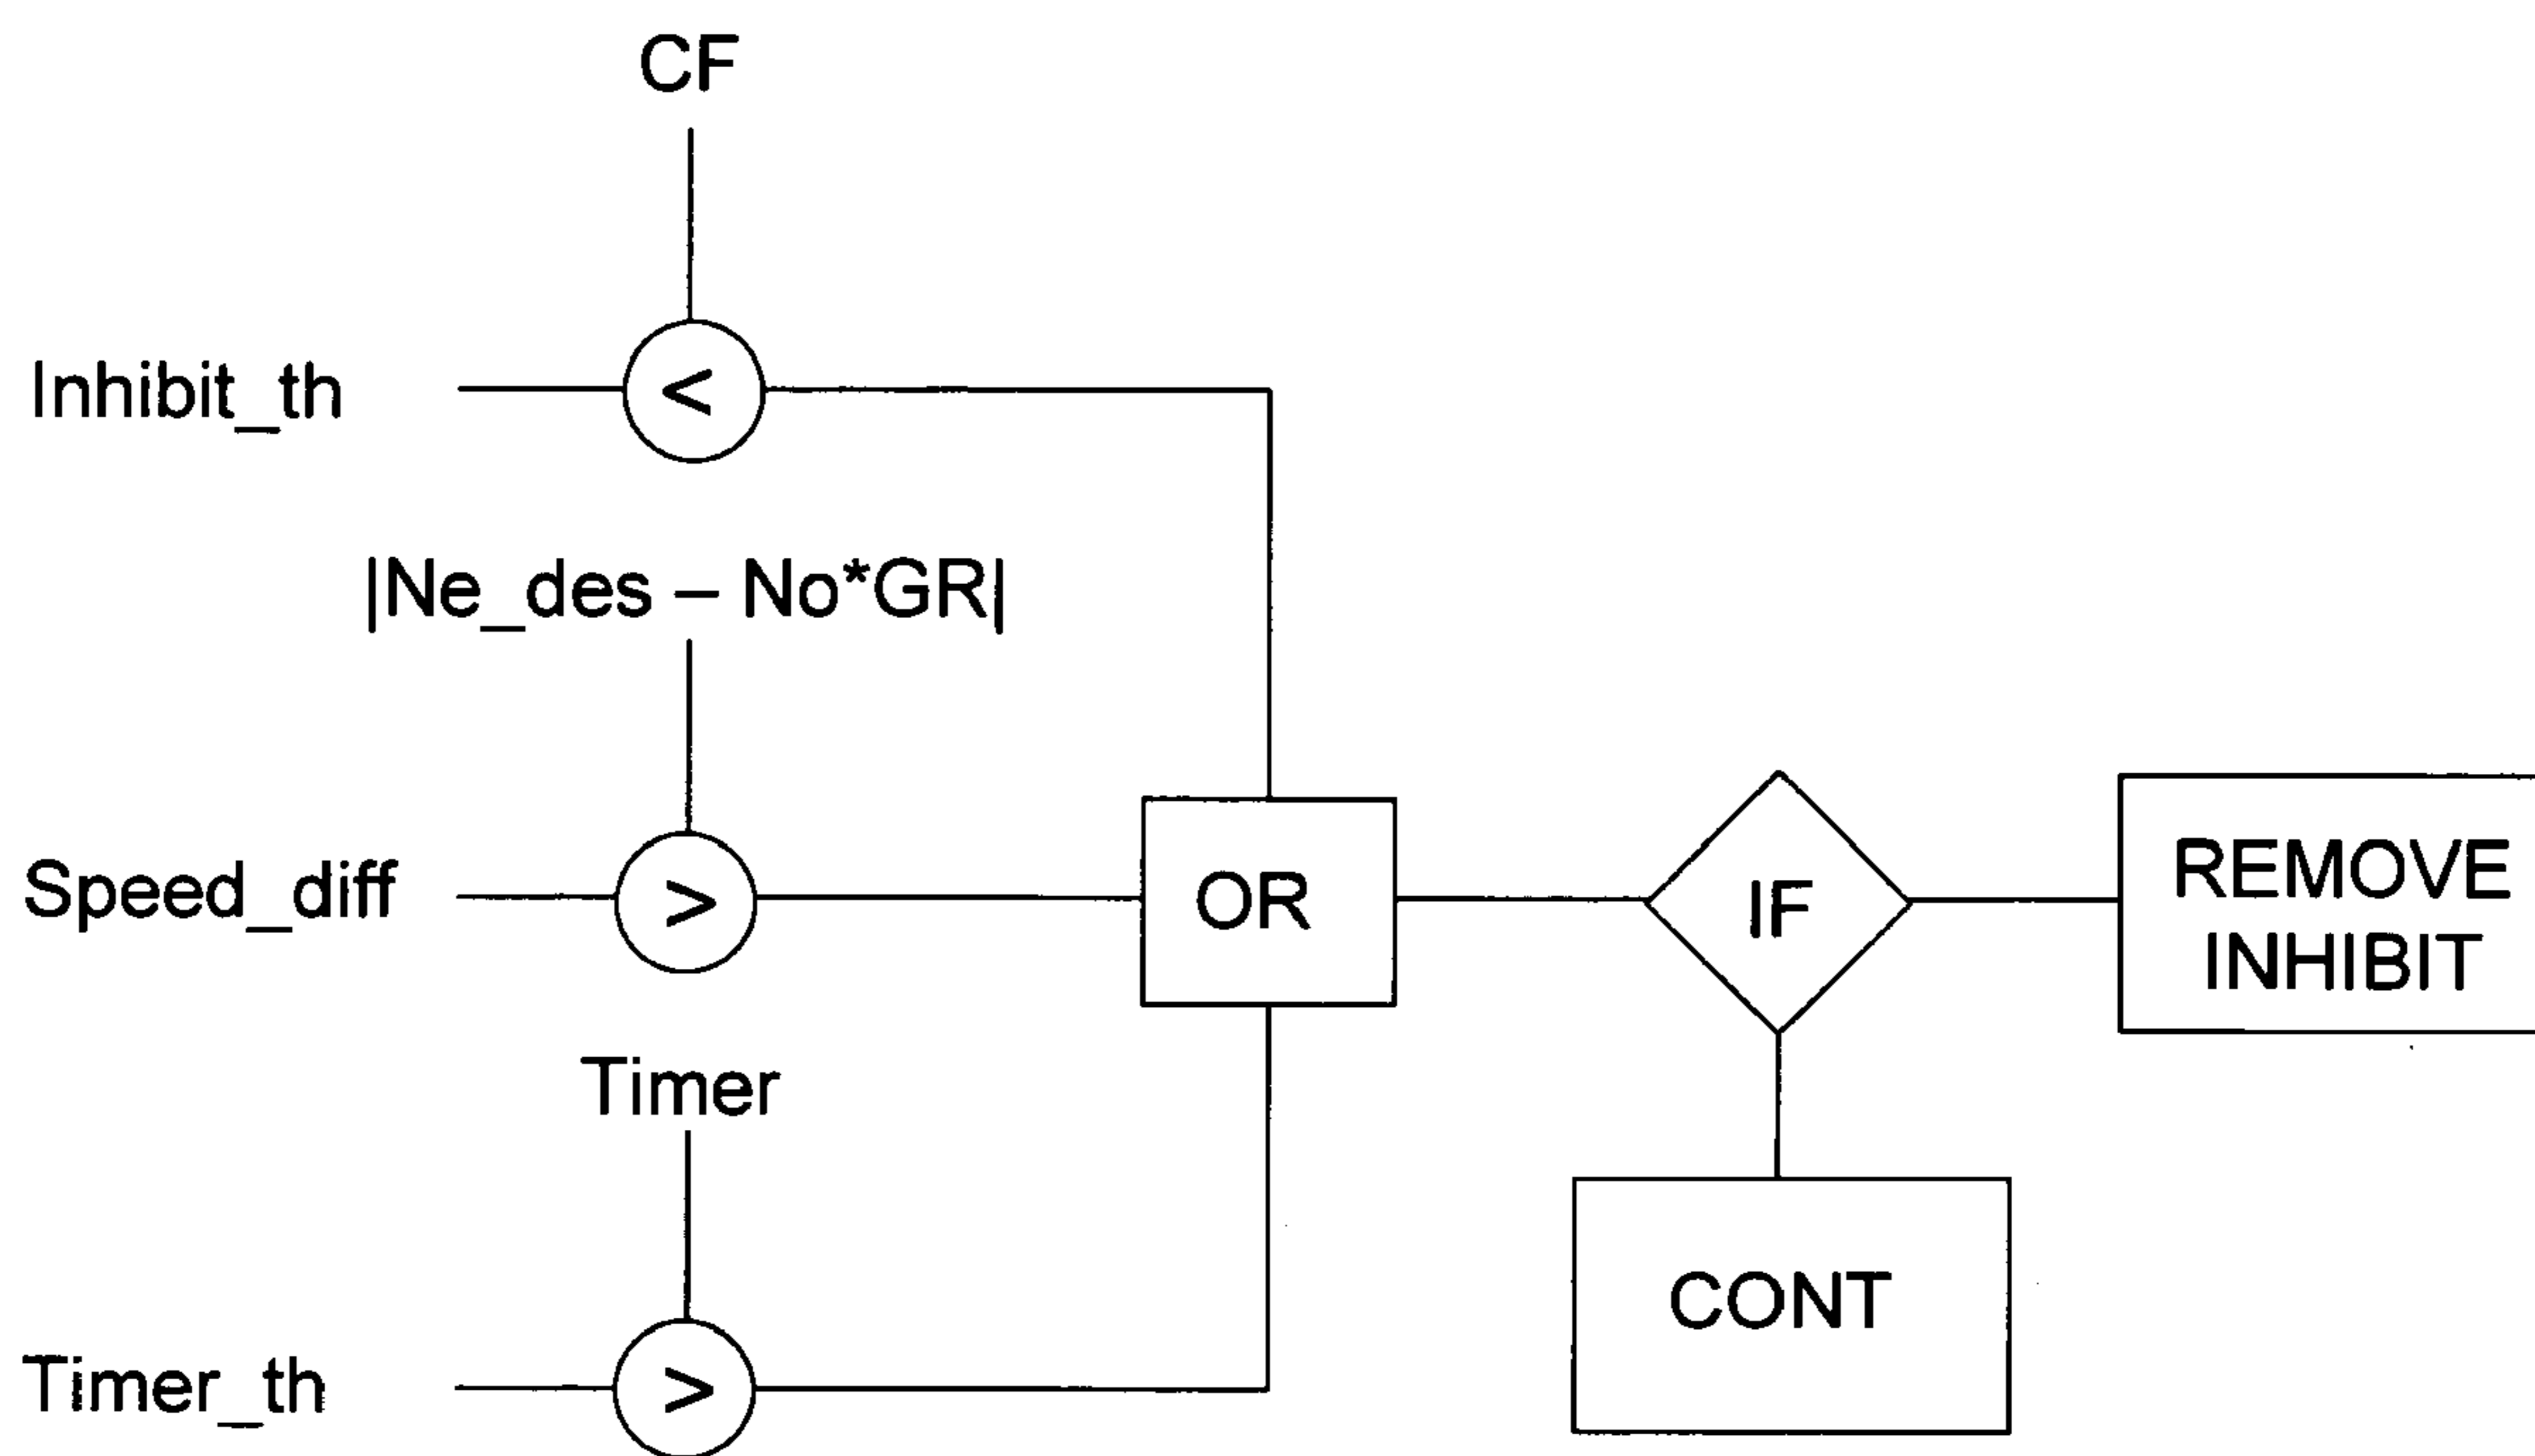 CF
Inhibit_th
<
|Ne_des – No*GR|
Speed_diff
>
OR
IF
REMOVE
INHIBIT
Timer
Timer_th
>
CONT